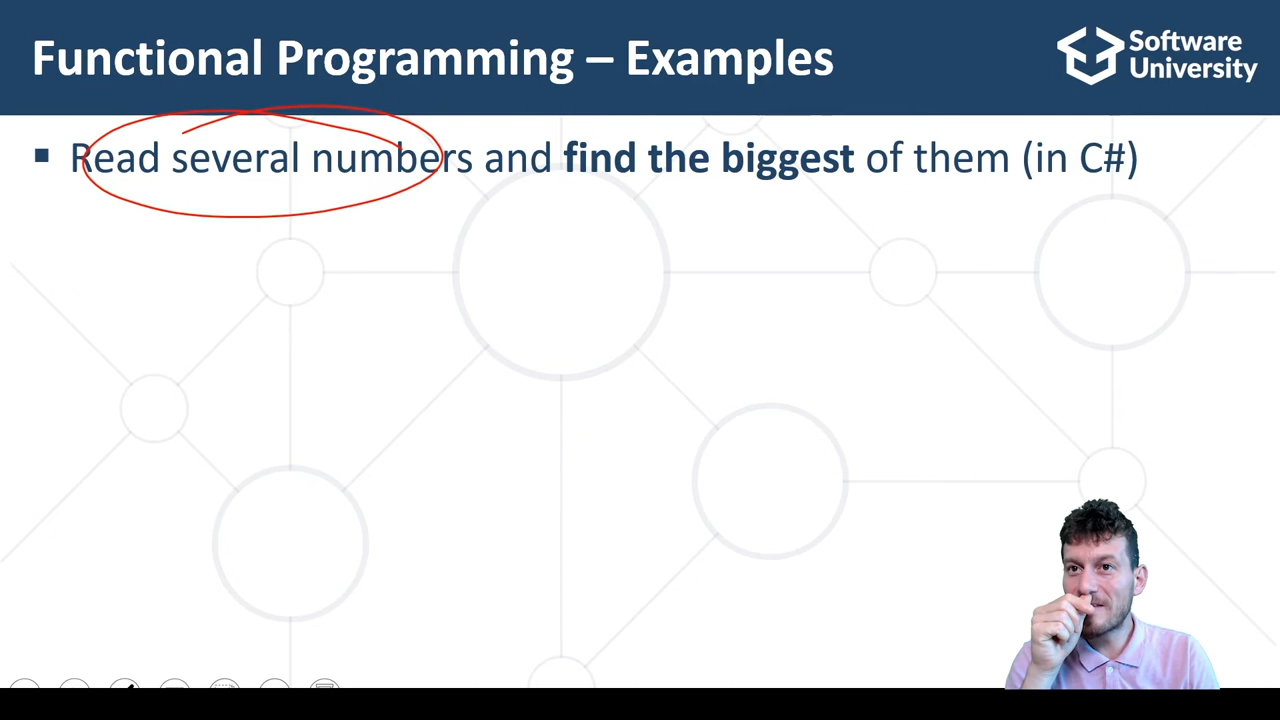 Functional Programming – Examples
Software
University
▪ Read several numbers and find the biggest of them (in C#)